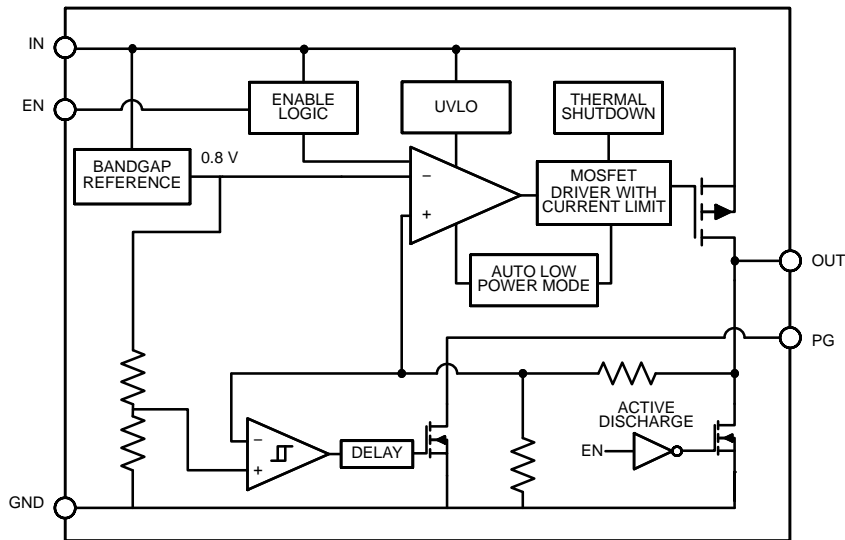 IN
EN
ENABLE
LOGIC
UVLO
THERMAL
SHUTDOWN
BANDGAP
REFERENCE
0.8 V
−
+
MOSFET
DRIVER WITH
CURRENT LIMIT
AUTO LOW
POWER MODE
OUT
PG
ACTIVE
DISCHARGE
−
+
DELAY
EN
GND